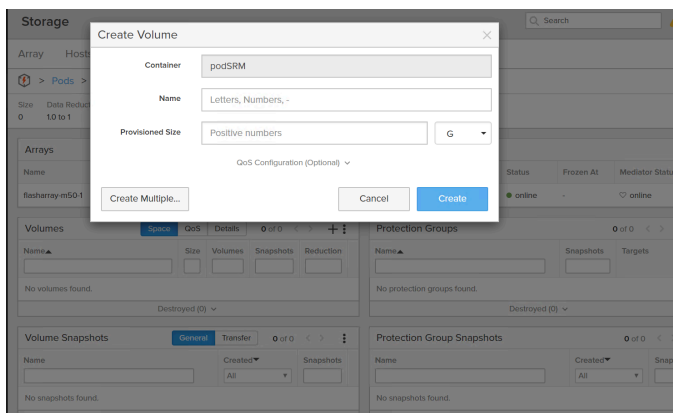 Storage
Search
Create Volume
Array Hosts
Container podSRM
> Pods >
Name Letters, Numbers, -
Size Data Reduct
0 1.0 to 1
Provisioned Size Positive numbers G
Arrays
QoS Configuration (Optional)
Name Status Frozen At Mediator Statu
flasharray-m50-1 online - online
Create Multiple... Cancel Create
Volumes Space QoS Details 0 of 0 < > +
Name Size Volumes Snapshots Reduction
No volumes found.
Destroyed (0)
Protection Groups 0 of 0 < >
Name Snapshots Targets
No protection groups found.
Destroyed (0)
Volume Snapshots General Transfer 0 of 0 < >
Name Created Snapshots
All
No snapshots found.
Protection Group Snapshots 0 of 0 <
Name Created Snap
All
No snapshots found.